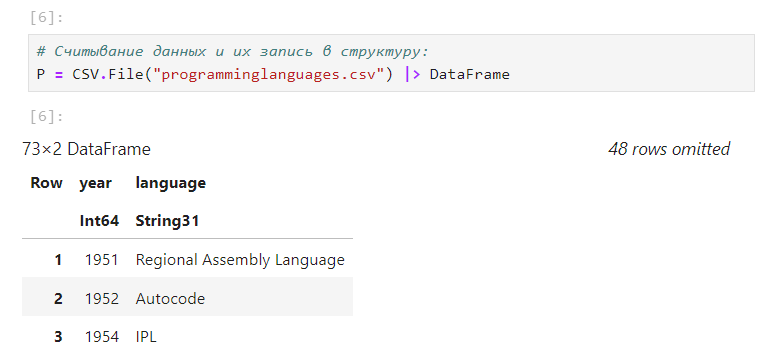 [6]:
# Считывание данных и их запись в структуру:
P = CSV.File("programminglanguages.csv") |> DataFrame
[6]:
73×2 DataFrame 48 rows omitted
Row year language
Int64 String31
1 1951 Regional Assembly Language
2 1952 Autocode
3 1954 IPL